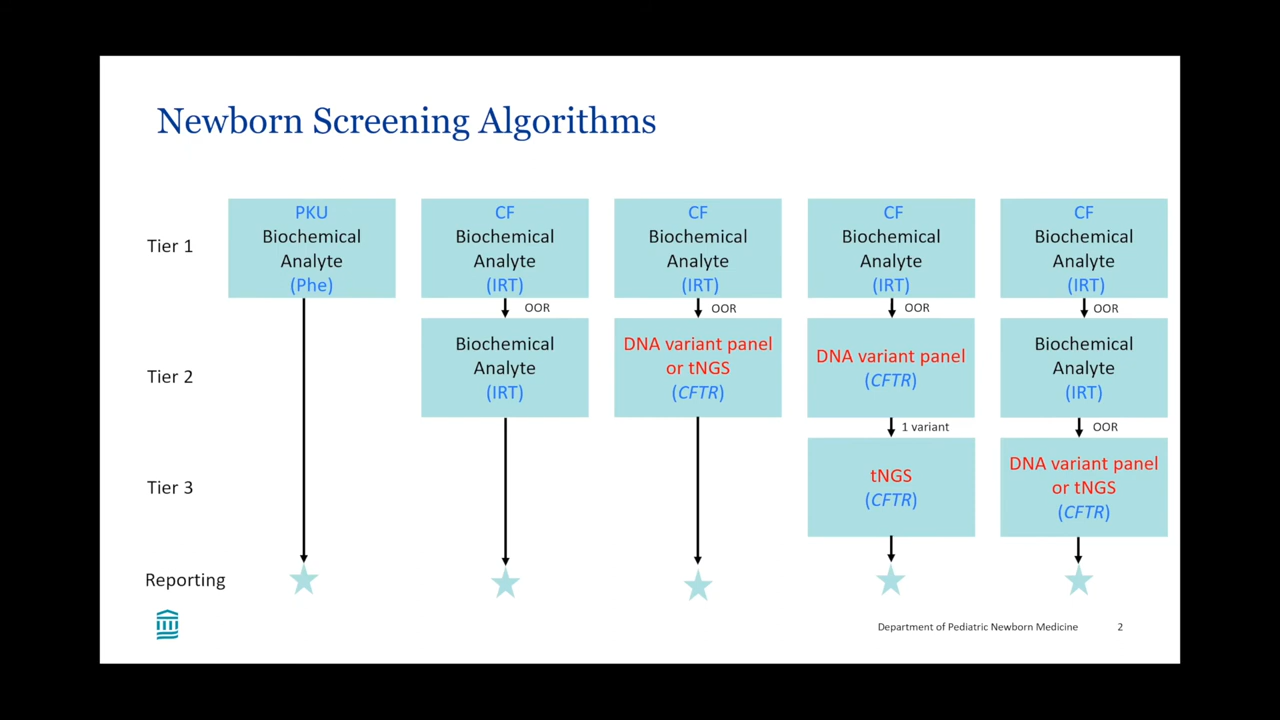 Newborn Screening Algorithms
Tier 1
PKU
Biochemical
Analyte
(Phe)
CF
Biochemical
Analyte
(IRT)
CF
Biochemical
Analyte
(IRT)
CF
Biochemical
Analyte
(IRT)
CF
Biochemical
Analyte
(IRT)
OOR
OOR
OOR
OOR
Tier 2
Biochemical
Analyte
(IRT)
DNA variant panel
or tNGS
(CFTR)
DNA variant panel
(CFTR)
Biochemical
Analyte
(IRT)
1 variant
OOR
Tier 3
tNGS
(CFTR)
DNA variant panel
or tNGS
(CFTR)
Reporting
Department of Pediatric Newborn Medicine
2